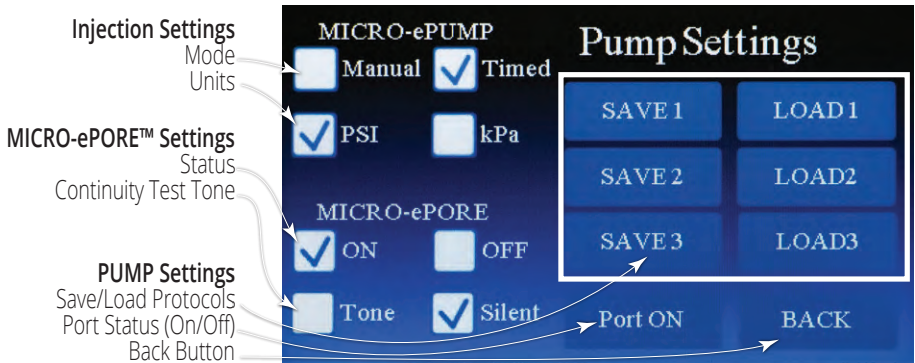 Injection Settings
Mode
Units
MICRO-ePORE™ Settings
Status
Continuity Test Tone
PUMP Settings
Save/Load Protocols
Port Status (On/Off)
Back Button
MICRO-ePUMP
Manual Timed
PSI kPa
MICRO-ePORE
ON OFF
Tone Silent
Pump Settings
SAVE 1 LOAD1
SAVE 2 LOAD2
SAVE 3 LOAD3
Port ON BACK